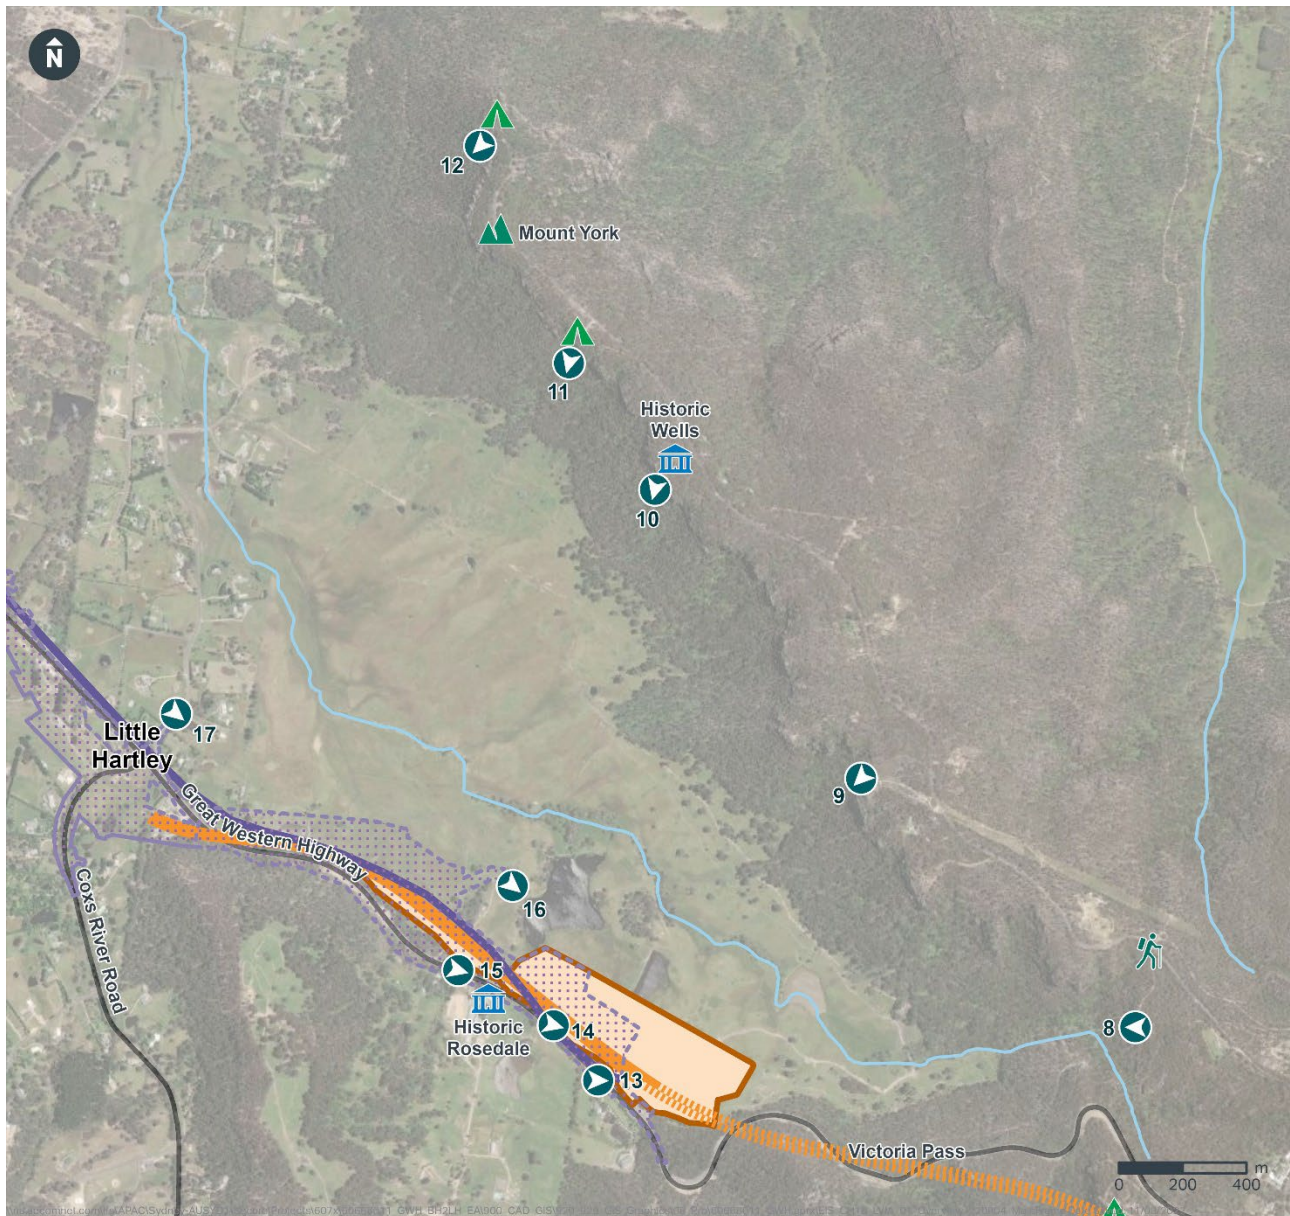 N
12
Mount York
11
Historic
Wells
10
17
Little
Hartley
9
Great Western Highway
Coxs River Road
16
15
Historic
Rosedale
14
8
13
Victoria Pass
m
0 200 400